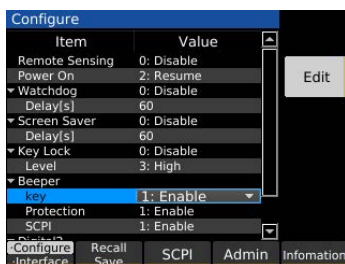 Configure
Item Value
Remote Sensing 0: Disable
Power On 2: Resume
Watchdog 0: Disable
Delay[s] 60
Screen Saver 0: Disable
Delay[s] 60
Key Lock 0: Disable
Level 3: High
Beeper
key 1: Enable
Protection 1: Enable
SCPI 1: Enable
Edit
Configure Recall SCPI Admin Infomation
Interface Save